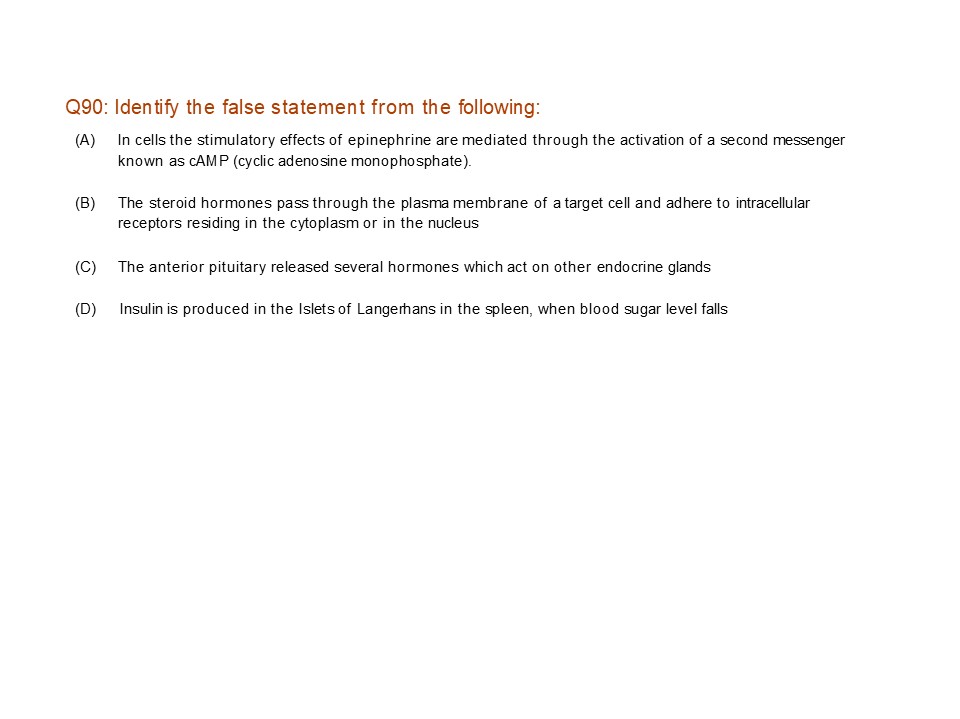 Q90: Identify the false statement from the following:
(A) In cells the stimulatory effects of epinephrine are mediated through the activation of a second messenger
known as cAMP (cyclic adenosine monophosphate).
(B) The steroid hormones pass through the plasma membrane of a target cell and adhere to intracellular
receptors residing in the cytoplasm or in the nucleus
(C) The anterior pituitary released several hormones which act on other endocrine glands
(D) Insulin is produced in the Islets of Langerhans in the spleen, when blood sugar level falls